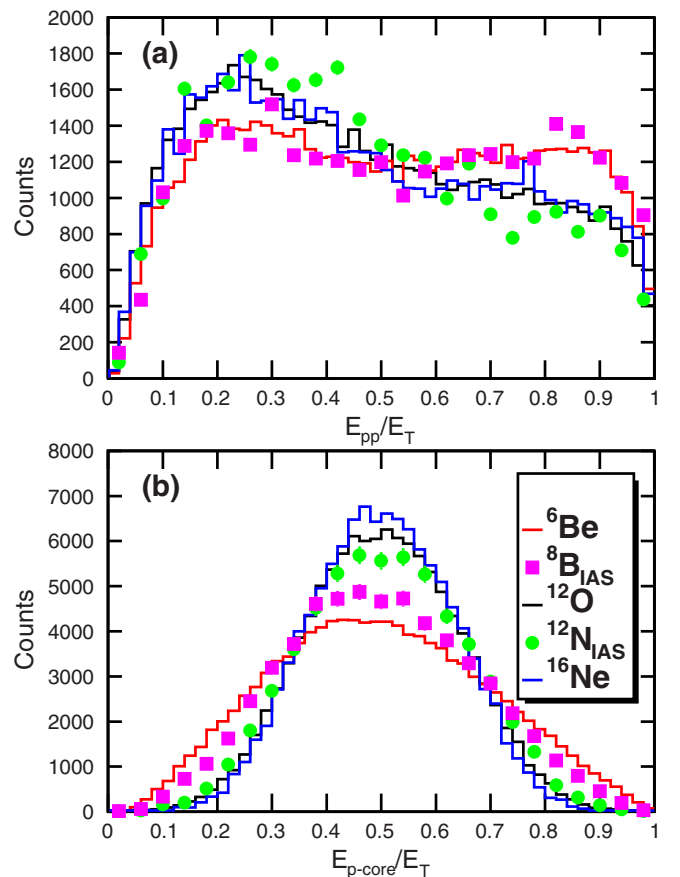 (a)
2000
1800
1600
1400
1200
1000
800
600
400
200
0
Counts
0 0.1 0.2 0.3 0.4 0.5 0.6 0.7 0.8 0.9 1
E_pp/E_T
(b)
8000
7000
6000
5000
4000
3000
2000
1000
0
Counts
⁶Be
⁸B_IAS
¹²O
¹²N_IAS
¹⁶Ne
0 0.1 0.2 0.3 0.4 0.5 0.6 0.7 0.8 0.9 1
E_p-core/E_T